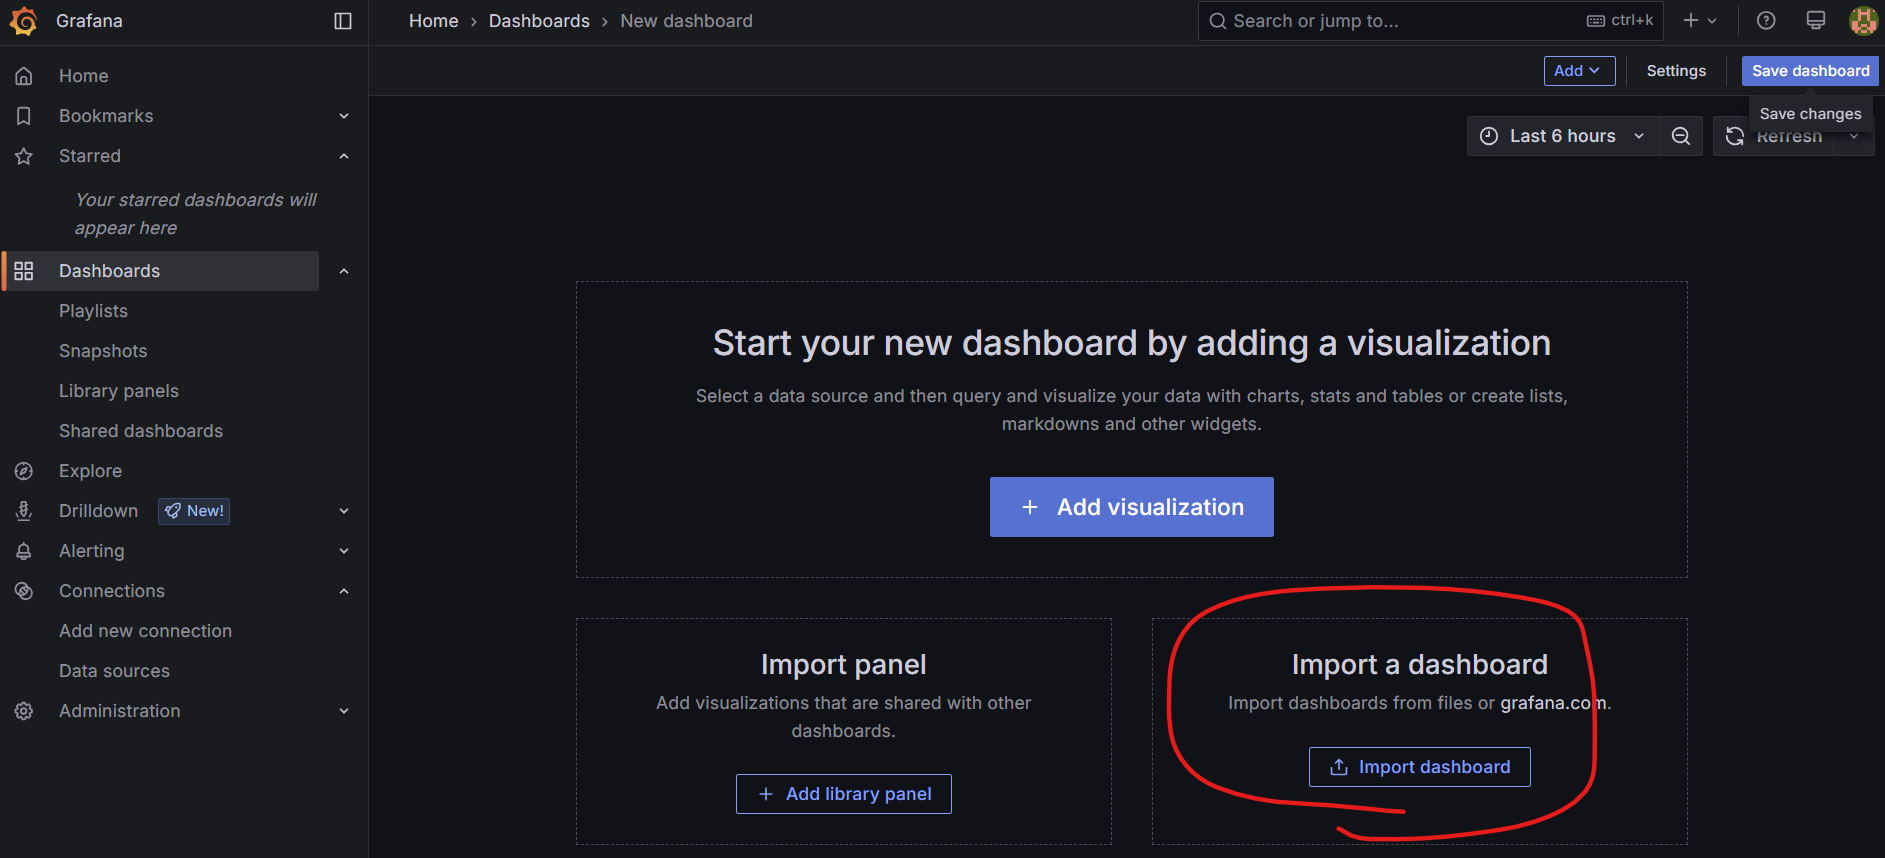 Grafana
Home › Dashboards › New dashboard
Search or jump to...
ctrl+k
Add
Settings
Save dashboard
Save changes
Last 6 hours
Refresh
Home
Bookmarks
Starred
Your starred dashboards will
appear here
Dashboards
Playlists
Snapshots
Library panels
Shared dashboards
Explore
Drilldown
New!
Alerting
Connections
Add new connection
Data sources
Administration
Start your new dashboard by adding a visualization
Select a data source and then query and visualize your data with charts, stats and tables or create lists,
markdowns and other widgets.
+ Add visualization
Import panel
Add visualizations that are shared with other
dashboards.
+ Add library panel
Import a dashboard
Import dashboards from files or grafana.com.
Import dashboard